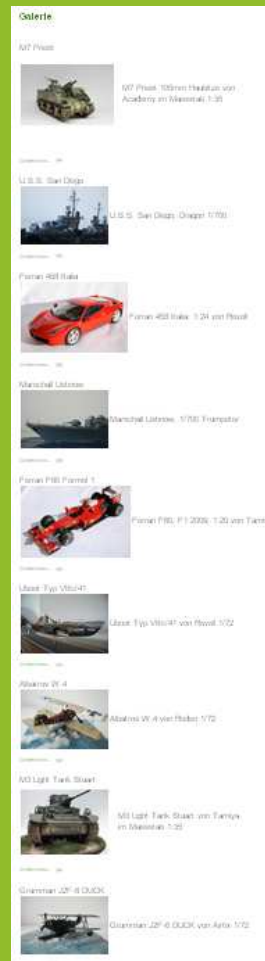 Galerie
M7 Priest
M7 Priest 105mm Haubitze von
Academy im Massstab 1:35
U.S.S. San Diego
U.S.S. San Diego, Dragon 1/700
Ferrari 458 Italia
Ferrari 458 Italia, 1:24 von Revell
Marschall Ustinow
Marschall Ustinow, 1/700 Trumpeter
Ferrari F60 Formel 1
Ferrari F60, F1 2009, 1:20 von Tami
Uboot Typ VIIc/41
Uboot Typ VIIc/41 von Revell 1/72
Albatros W.4
Albatros W.4 von Roden 1/72
M3 Light Tank Stuart
M3 Light Tank Stuart von Tamiya
im Massstab 1:35
Grumman J2F-6 DUCK
Grumman J2F-6 DUCK von Airfix 1/72